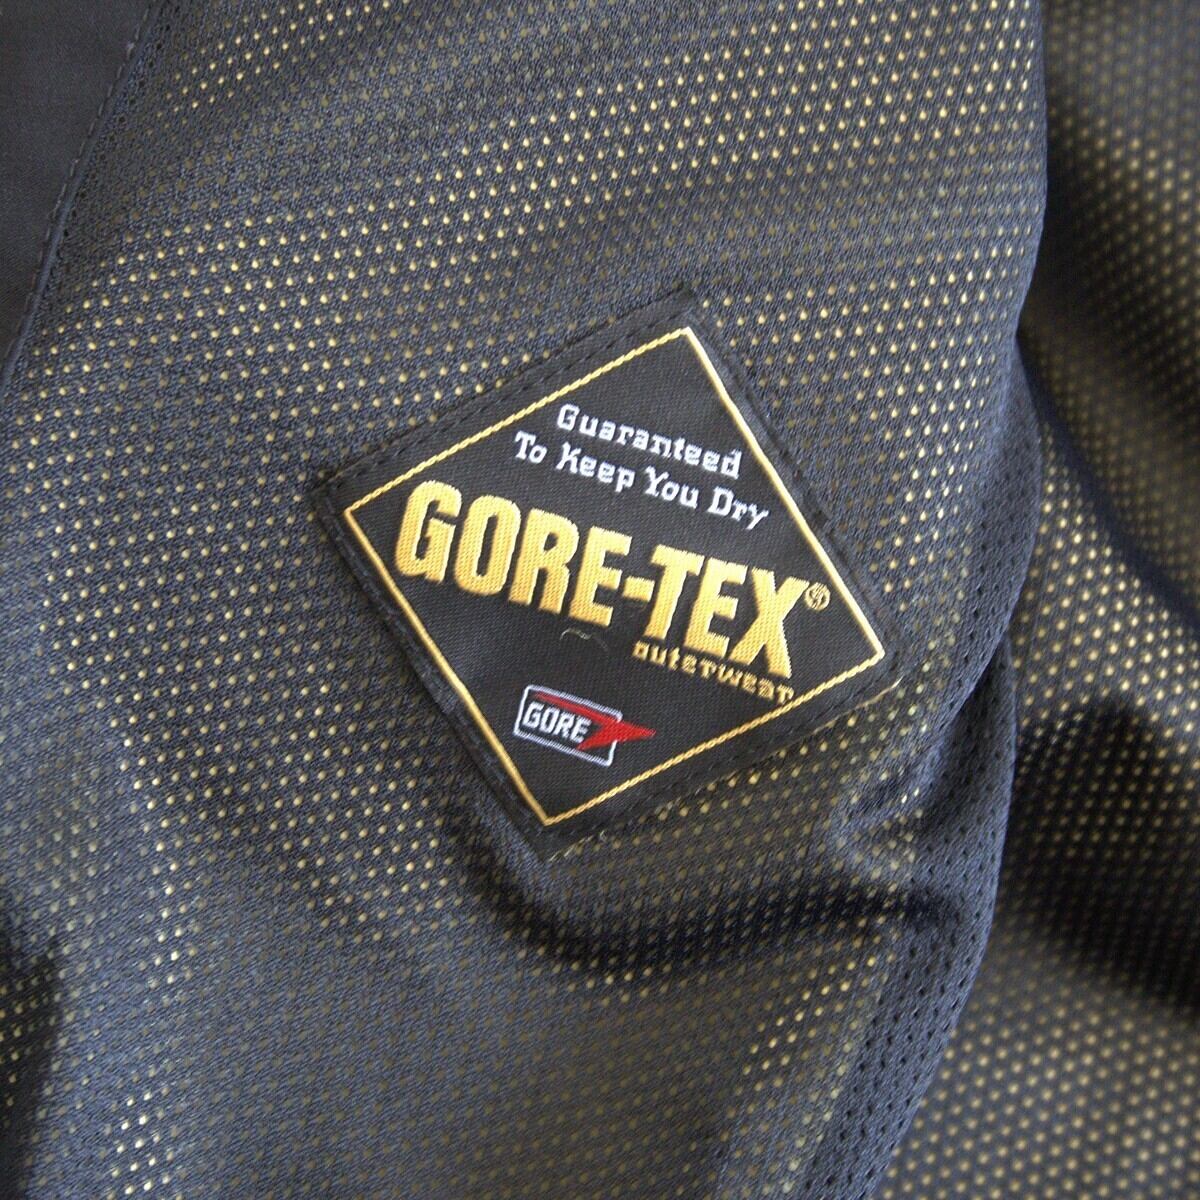 Guaranteed
To Keep You Dry
GORE-TEX®
outerwear
GORE